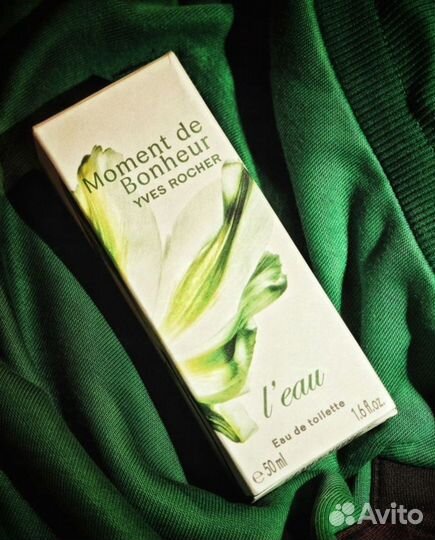 Moment de
Bonheur
YVES ROCHER
l'eau
Eau de toilette
e 50 ml 1.6 fl.oz.
Avito